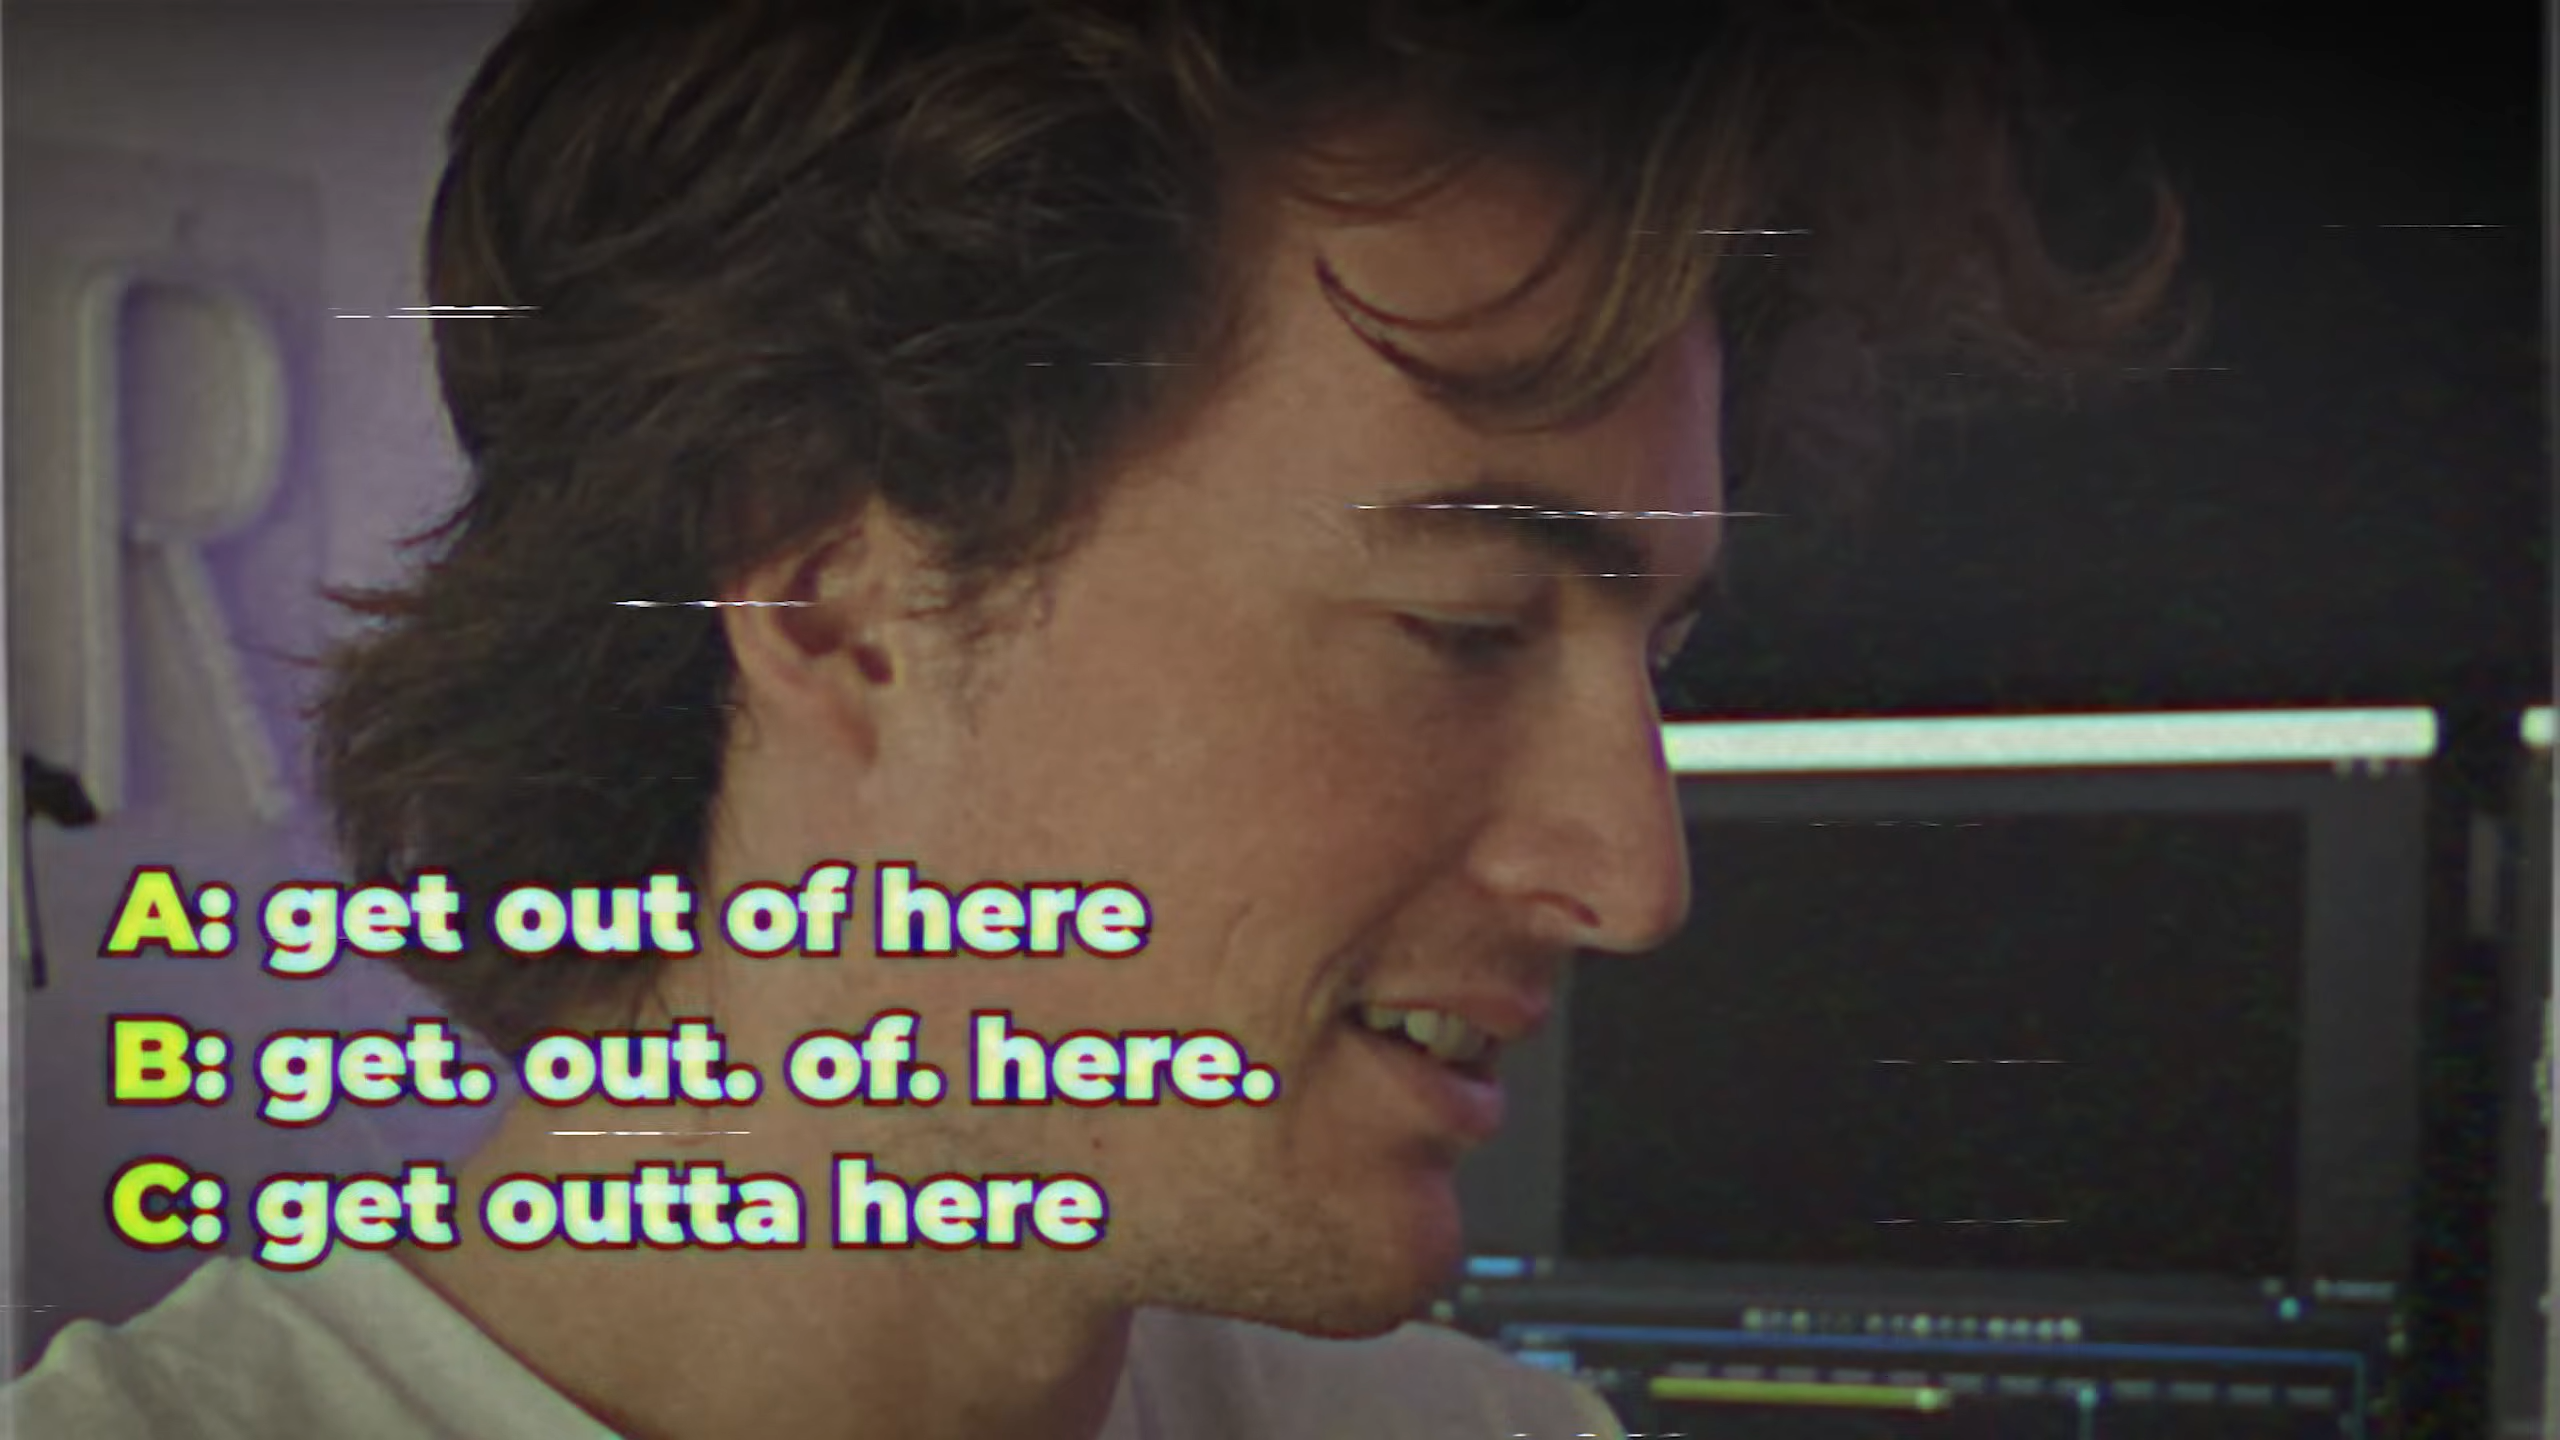 R
A: get out of here
B: get. out. of. here.
C: get outta here